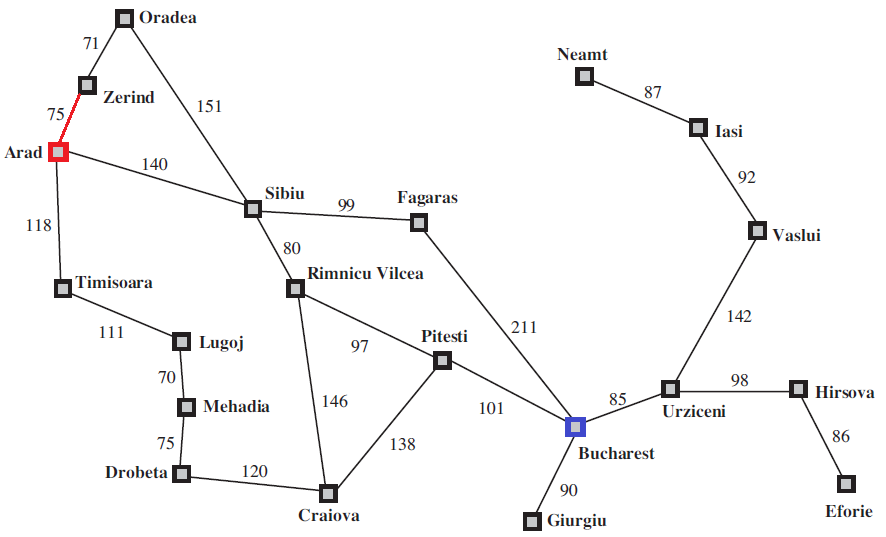 Oradea
71
Neamt
87
Zerind
75
151
Iasi
Arad
140
92
Sibiu
99
Fagaras
118
Vaslui
80
Rimnicu Vilcea
Timisoara
211
142
111
Lugoj
97
Pitesti
70
98
Hirsova
146
101
85
Urziceni
Mehadia
138
86
75
Bucharest
Drobeta
120
90
Craiova
Giurgiu
Eforie